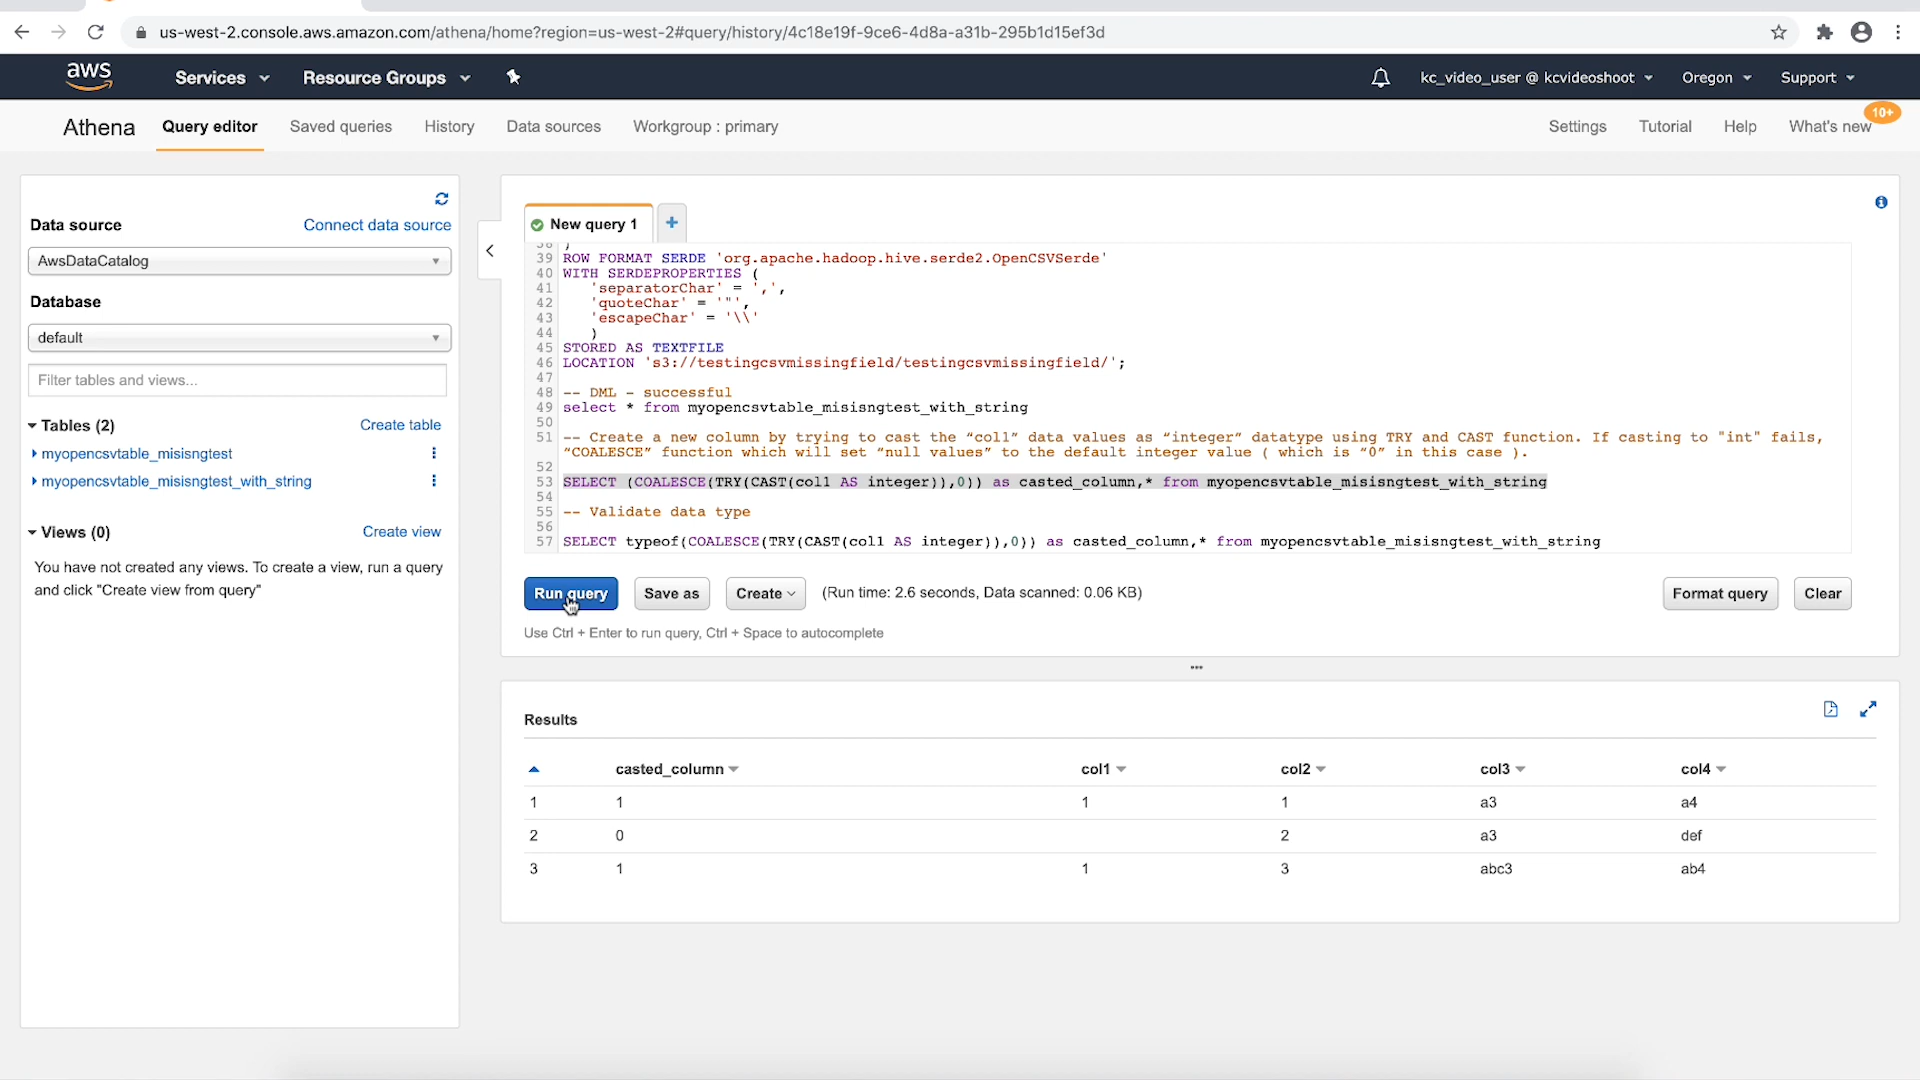 us-west-2.console.aws.amazon.com/athena/home?region=us-west-2#query/history/4c18e19f-9ce6-4d8a-a31b-295b1d15ef3d
aws Services Resource Groups kc_video_user @ kcvideoshoot Oregon Support
Athena Query editor Saved queries History Data sources Workgroup : primary Settings Tutorial Help What's new 10+
Data source Connect data source
AwsDataCatalog
Database
default
Filter tables and views...
Tables (2) Create table
myopencsvtable_misisngtest
myopencsvtable_misisngtest_with_string
Views (0) Create view
You have not created any views. To create a view, run a query
and click "Create view from query"
New query 1
38 )
39 ROW FORMAT SERDE 'org.apache.hadoop.hive.serde2.OpenCSVSerde'
40 WITH SERDEPROPERTIES (
41 'separatorChar' = ',',
42 'quoteChar' = '"',
43 'escapeChar' = '\\'
44 )
45 STORED AS TEXTFILE
46 LOCATION 's3://testingcsvmissingfield/testingcsvmissingfield/';
47
48 -- DML - successful
49 select * from myopencsvtable_misisngtest_with_string
50
51 -- Create a new column by trying to cast the “col1” data values as “integer” datatype using TRY and CAST function. If casting to "int" fails,
“COALESCE” function which will set “null values” to the default integer value ( which is “0” in this case ).
52
53 SELECT (COALESCE(TRY(CAST(col1 AS integer)),0)) as casted_column,* from myopencsvtable_misisngtest_with_string
54
55 -- Validate data type
56
57 SELECT typeof(COALESCE(TRY(CAST(col1 AS integer)),0)) as casted_column,* from myopencsvtable_misisngtest_with_string
Run query Save as Create (Run time: 2.6 seconds, Data scanned: 0.06 KB) Format query Clear
Use Ctrl + Enter to run query, Ctrl + Space to autocomplete
Results
casted_column col1 col2 col3 col4
1 1 1 1 a3 a4
2 0 2 a3 def
3 1 1 3 abc3 ab4